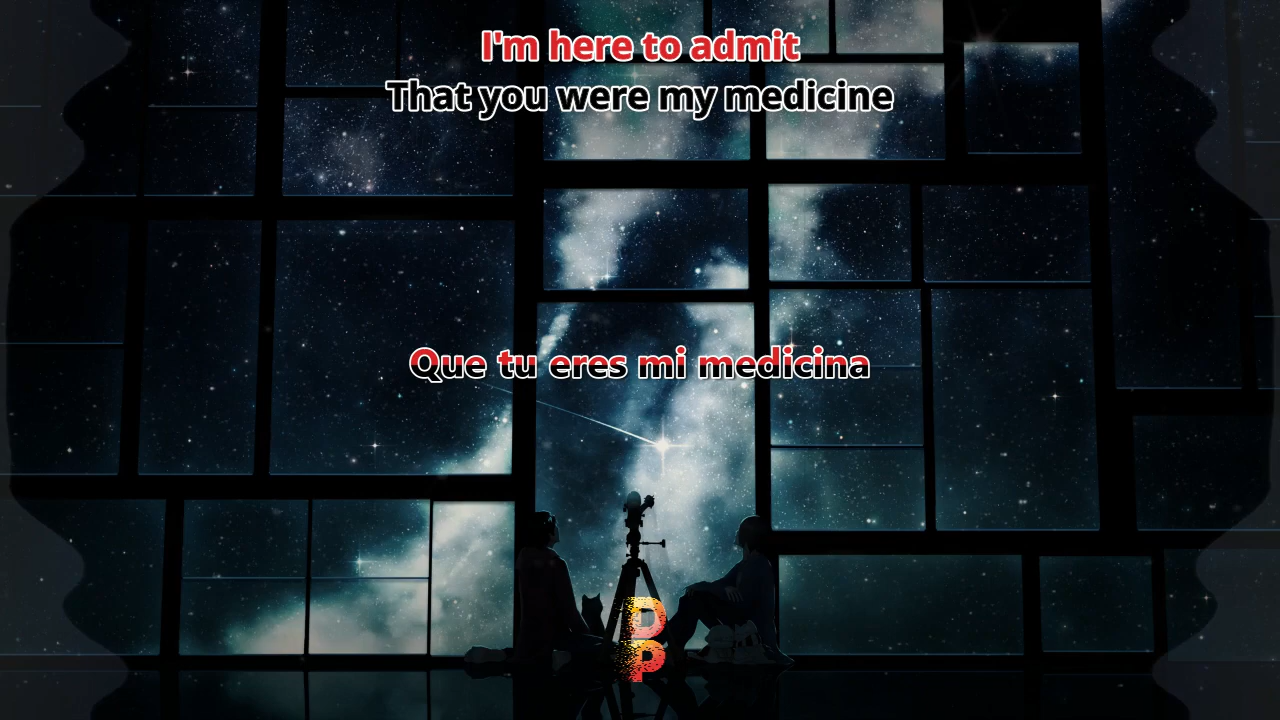 I'm here to admit
That you were my medicine
Que tu eres mi medicina
D
P